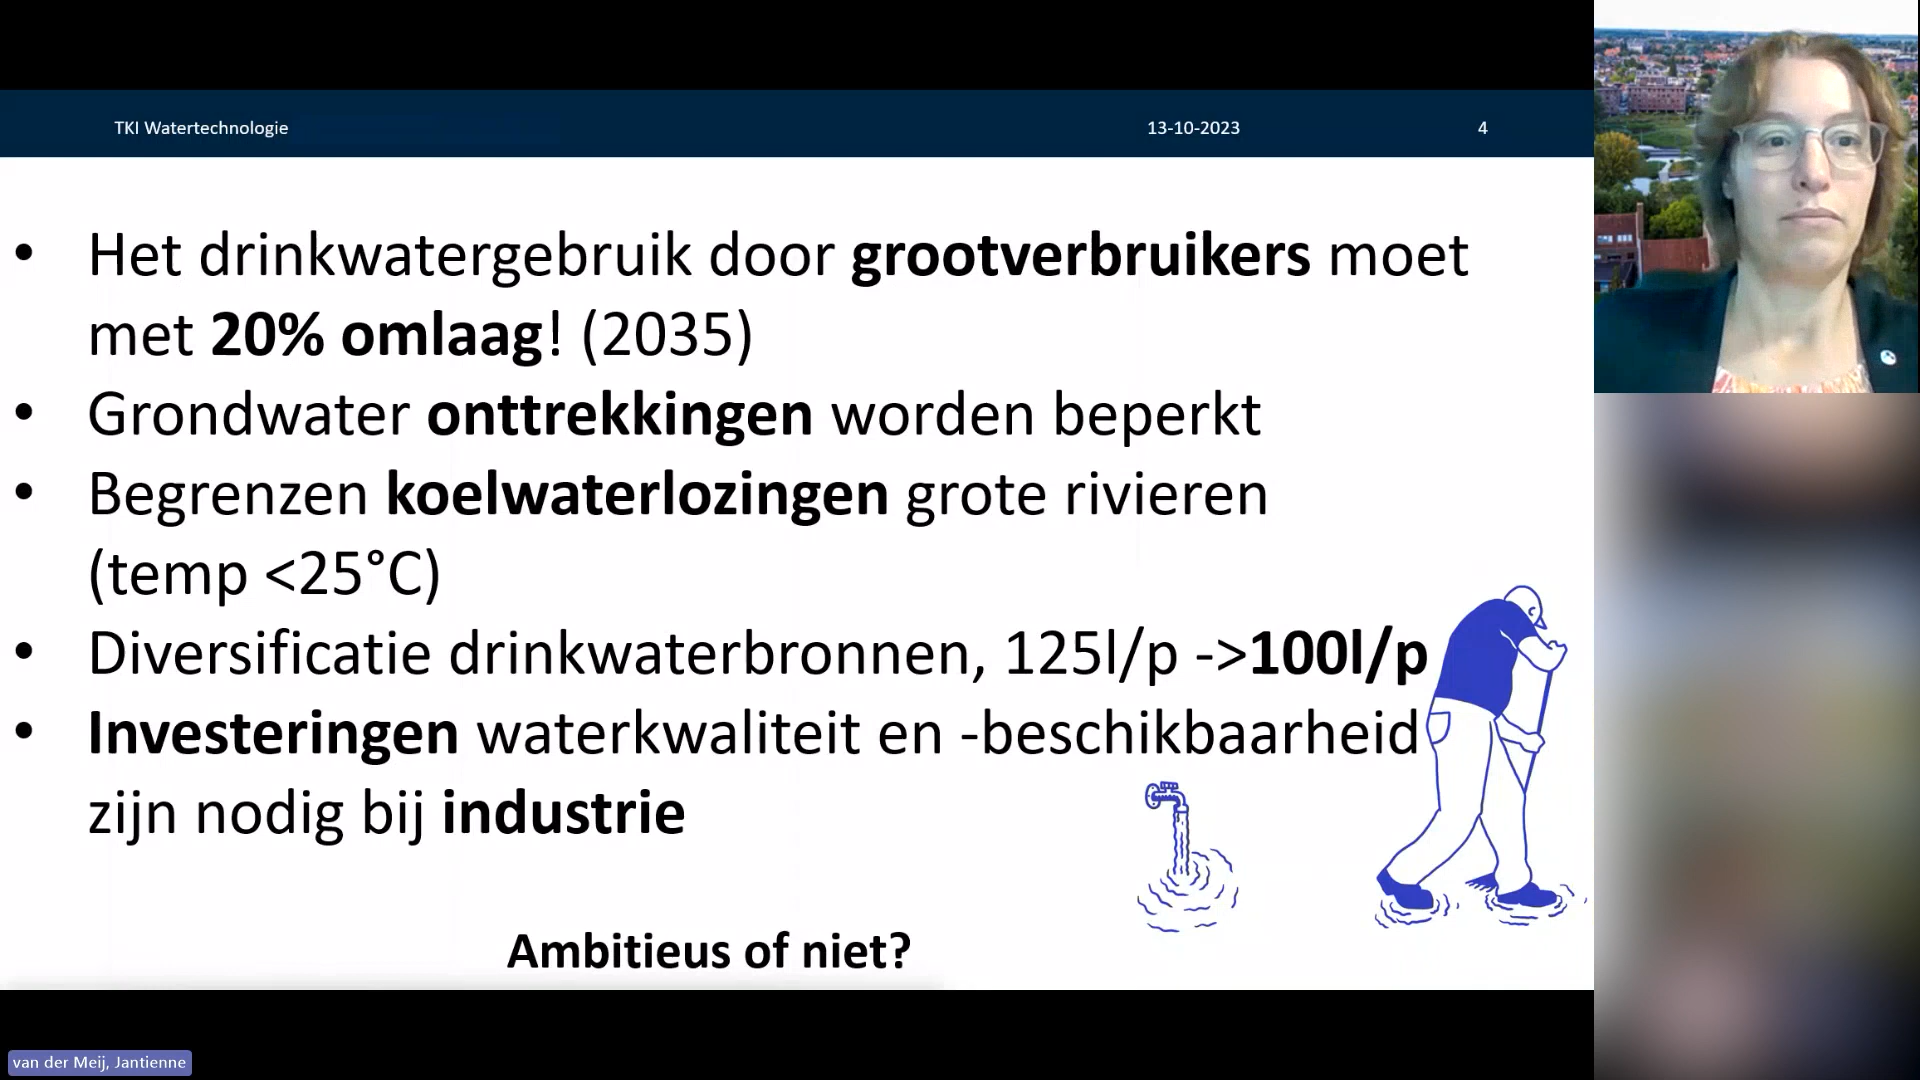 TKI Watertechnologie 13-10-2023 4
• Het drinkwatergebruik door grootverbruikers moet
met 20% omlaag! (2035)
• Grondwater onttrekkingen worden beperkt
• Begrenzen koelwaterlozingen grote rivieren
(temp <25°C)
• Diversificatie drinkwaterbronnen, 125l/p ->100l/p
• Investeringen waterkwaliteit en -beschikbaarheid
zijn nodig bij industrie
Ambitieus of niet?
van der Meij, Jantienne